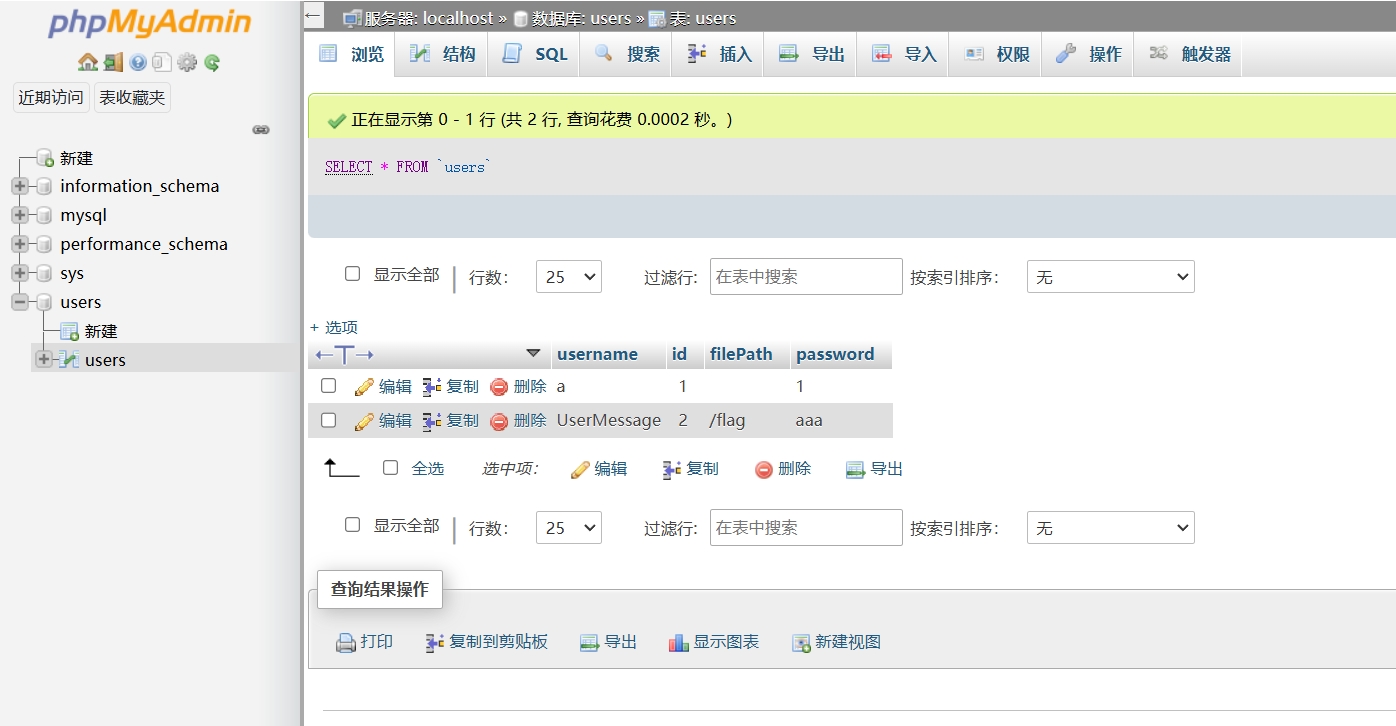 phpMyAdmin
近期访问 表收藏夹
新建
information_schema
mysql
performance_schema
sys
users
新建
users
服务器: localhost » 数据库: users » 表: users
浏览 结构 SQL 搜索 插入 导出 导入 权限 操作 触发器
正在显示第 0 - 1 行 (共 2 行, 查询花费 0.0002 秒。)
SELECT * FROM `users`
显示全部 行数: 25 过滤行: 在表中搜索 按索引排序: 无
+ 选项
←T→ username id filePath password
编辑 复制 删除 a 1 1
编辑 复制 删除 UserMessage 2 /flag aaa
全选 选中项: 编辑 复制 删除 导出
显示全部 行数: 25 过滤行: 在表中搜索 按索引排序: 无
查询结果操作
打印 复制到剪贴板 导出 显示图表 新建视图